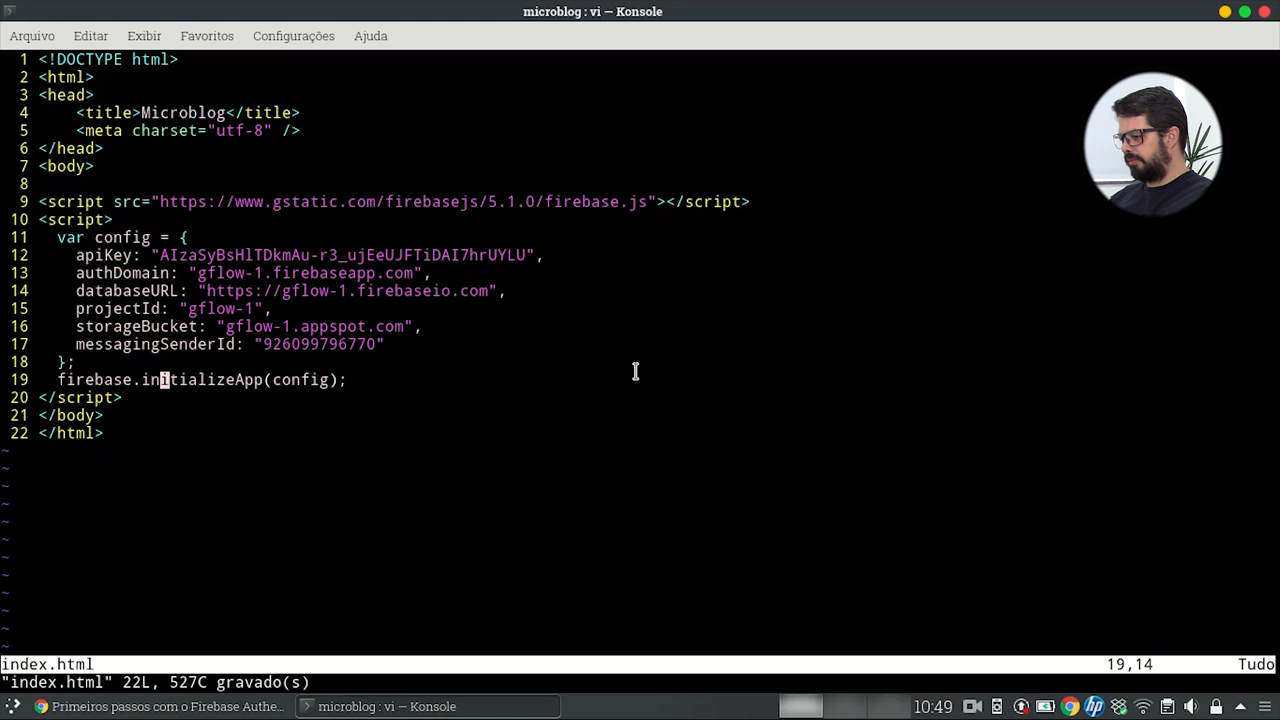 microblog : vi — Konsole
Arquivo Editar Exibir Favoritos Configurações Ajuda
1 <!DOCTYPE html>
2 <html>
3 <head>
4     <title>Microblog</title>
5     <meta charset="utf-8" />
6 </head>
7 <body>
8
9 <script src="https://www.gstatic.com/firebasejs/5.1.0/firebase.js"></script>
10 <script>
11   var config = {
12     apiKey: "AIzaSyBsHlTDkmAu-r3_ujEeUJFTiDAI7hrUYLU",
13     authDomain: "gflow-1.firebaseapp.com",
14     databaseURL: "https://gflow-1.firebaseio.com",
15     projectId: "gflow-1",
16     storageBucket: "gflow-1.appspot.com",
17     messagingSenderId: "926099796770"
18   };
19   firebase.initializeApp(config);
20 </script>
21 </body>
22 </html>
~
~
~
~
~
~
~
~
~
~
~
~
index.html 19,14 Tudo
"index.html" 22L, 527C gravado(s)
Primeiros passos com o Firebase Authe... microblog : vi — Konsole 10:49 hp